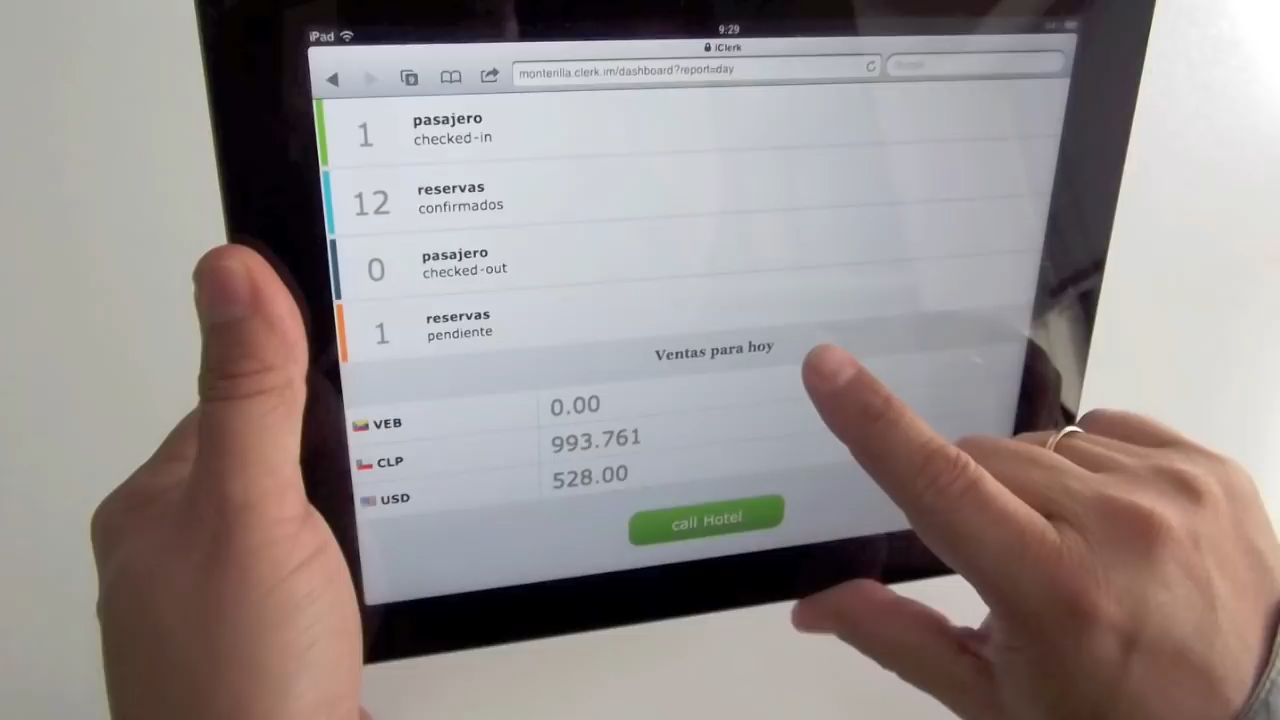 iPad 9:29
iClerk
9 monterilla.clerk.im/dashboard?report=day
1 pasajero
checked-in
12 reservas
confirmados
0 pasajero
checked-out
1 reservas
pendiente
Ventas para hoy
VEB 0.00
CLP 993.761
USD 528.00
call Hotel